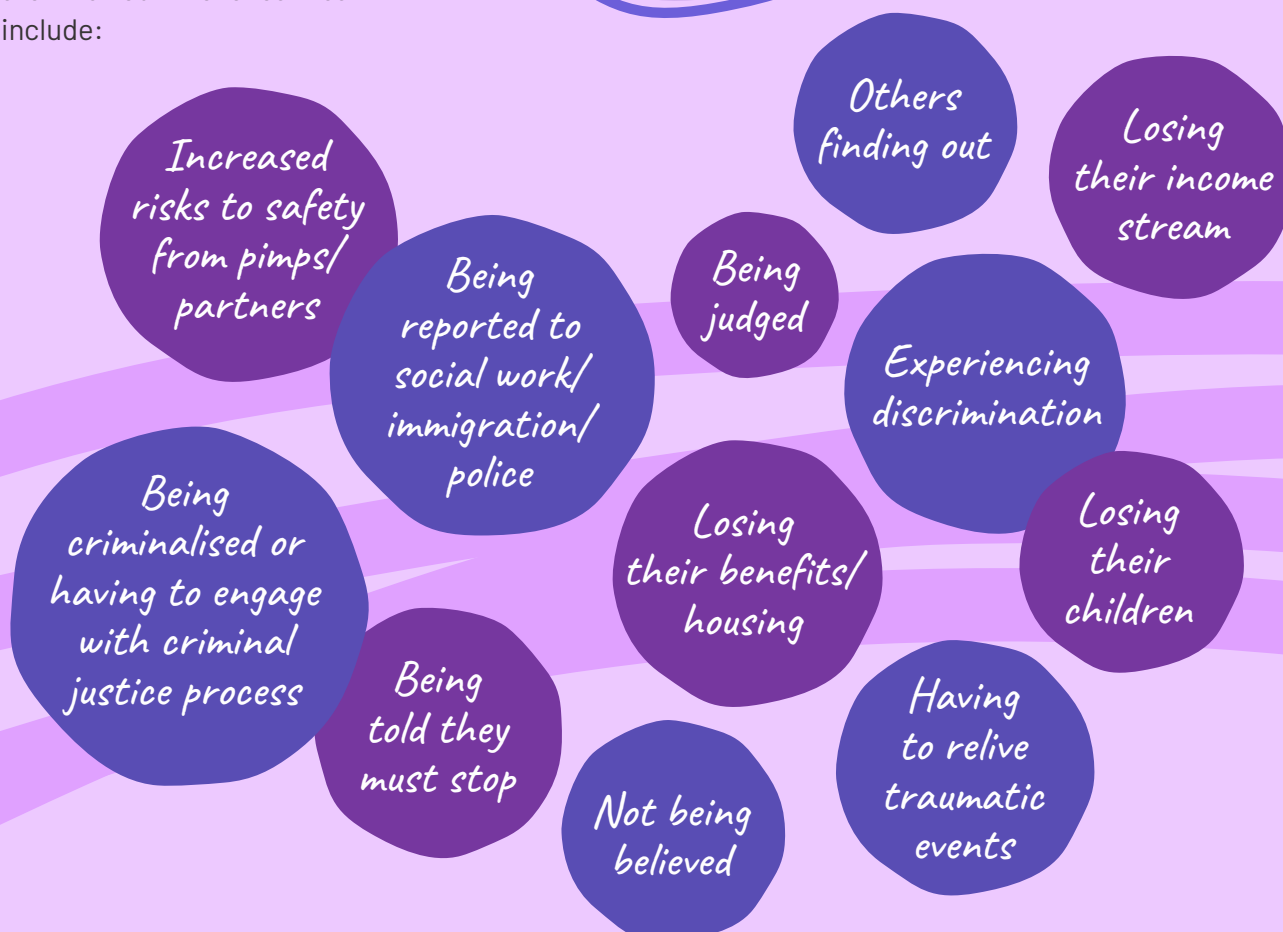 include:
Others
finding out
Losing
their income
stream
Increased
risks to safety
from pimps/
partners
Being
reported to
social work/
immigration/
police
Being
judged
Experiencing
discrimination
Being
criminalised or
having to engage
with criminal
justice process
Losing
their benefits/
housing
Losing
their
children
Being
told they
must stop
Not being
believed
Having
to relive
traumatic
events